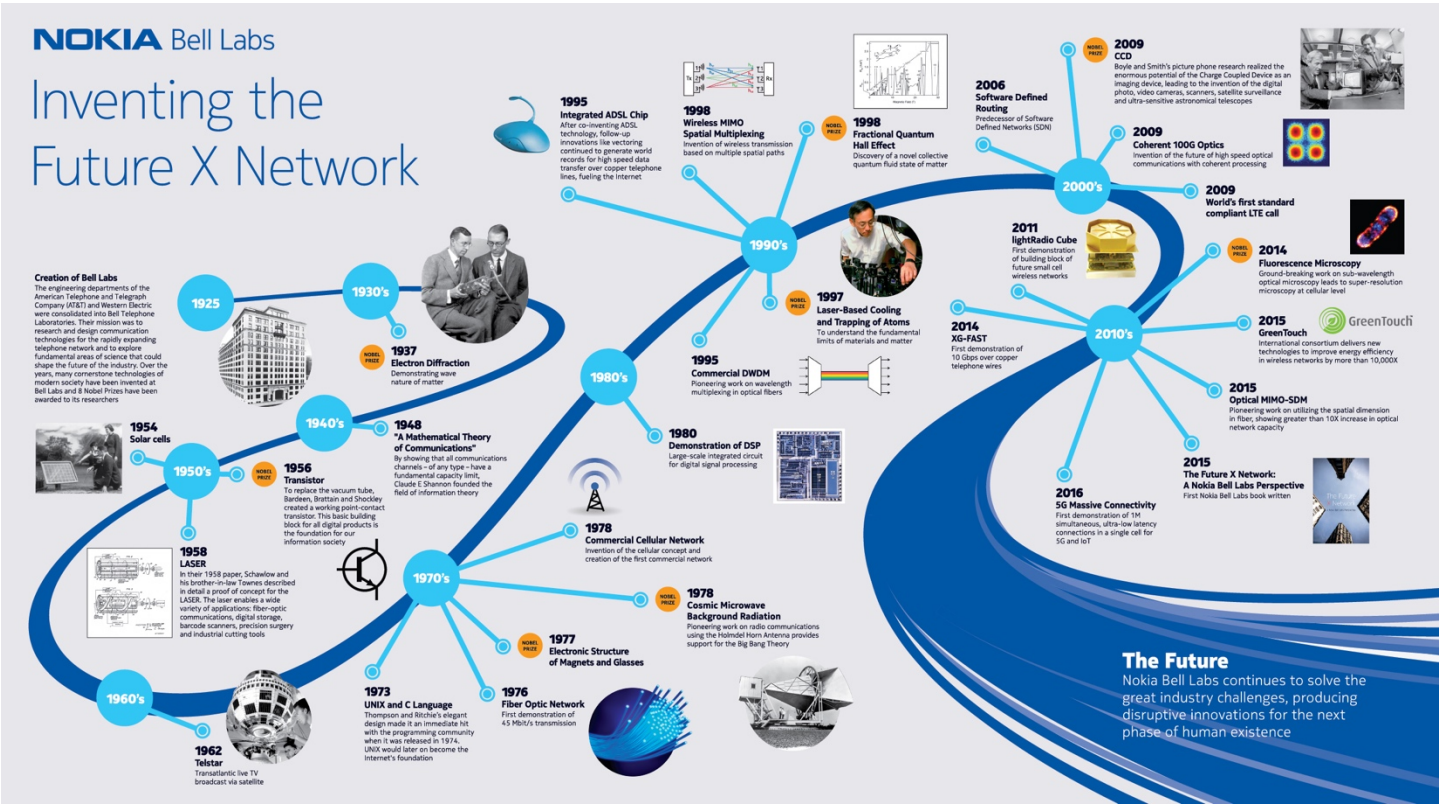 NOKIA Bell Labs
Inventing the
Future X Network
Creation of Bell Labs
The engineering departments of the
American Telephone and Telegraph
Company (AT&T) and Western Electric
were consolidated into Bell Telephone
Laboratories. Their mission was to
research and design communication
technologies for the rapidly expanding
telephone network and to explore
fundamental areas of science that could
shape the future of the industry. Over the
years, many cornerstone technologies of
modern society have been invented at
Bell Labs and 8 Nobel Prizes have been
awarded to its researchers
1925
1930's
NOBEL
PRIZE
1937
Electron Diffraction
Demonstrating wave
nature of matter
1940's
1948
"A Mathematical Theory
of Communications"
By showing that all communications
channels – of any type – have a
fundamental capacity limit,
Claude E Shannon founded the
field of information theory
1950's
1954
Solar cells
NOBEL
PRIZE
1956
Transistor
To replace the vacuum tube,
Bardeen, Brattain and Shockley
created a working point-contact
transistor. This basic building
block for all digital products is
the foundation for our
information society
1958
LASER
In their 1958 paper, Schawlow and
his brother-in-law Townes described
in detail a proof of concept for the
LASER. The laser enables a wide
variety of applications: fiber-optic
communications, digital storage,
barcode scanners, precision surgery
and industrial cutting tools
1960's
1962
Telstar
Transatlantic live TV
broadcast via satellite
1970's
1973
UNIX and C Language
Thompson and Ritchie's elegant
design made it an immediate hit
with the programming community
when it was released in 1974.
UNIX would later on become the
Internet's foundation
1976
Fiber Optic Network
First demonstration of
45 Mbit/s transmission
NOBEL
PRIZE
1977
Electronic Structure
of Magnets and Glasses
NOBEL
PRIZE
1978
Cosmic Microwave
Background Radiation
Pioneering work on radio communications
using the Holmdel Horn Antenna provides
support for the Big Bang Theory
1978
Commercial Cellular Network
Invention of the cellular concept and
creation of the first commercial network
1980's
1980
Demonstration of DSP
Large-scale integrated circuit
for digital signal processing
1990's
1995
Integrated ADSL Chip
After co-inventing ADSL
technology, follow-up
innovations like vectoring
continued to generate world
records for high speed data
transfer over copper telephone
lines, fueling the Internet
Tx
Rx
1998
Wireless MIMO
Spatial Multiplexing
Invention of wireless transmission
based on multiple spatial paths
NOBEL
PRIZE
1998
Fractional Quantum
Hall Effect
Discovery of a novel collective
quantum fluid state of matter
NOBEL
PRIZE
1997
Laser-Based Cooling
and Trapping of Atoms
To understand the fundamental
limits of materials and matter
1995
Commercial DWDM
Pioneering work on wavelength
multiplexing in optical fibers
2000's
2006
Software Defined
Routing
Predecessor of Software
Defined Networks (SDN)
NOBEL
PRIZE
2009
CCD
Boyle and Smith's picture phone research realized the
enormous potential of the Charge Coupled Device as an
imaging device, leading to the invention of the digital
photo, video cameras, scanners, satellite surveillance
and ultra-sensitive astronomical telescopes
2009
Coherent 100G Optics
Invention of the future of high speed optical
communications with coherent processing
2009
World's first standard
compliant LTE call
2010's
2011
lightRadio Cube
First demonstration
of building block of
future small cell
wireless networks
2014
XG-FAST
First demonstration of
10 Gbps over copper
telephone wires
NOBEL
PRIZE
2014
Fluorescence Microscopy
Ground-breaking work on sub-wavelength
optical microscopy leads to super-resolution
microscopy at cellular level
2015
GreenTouch
GreenTouch
International consortium delivers new
technologies to improve energy efficiency
in wireless networks by more than 10,000X
2015
Optical MIMO-SDM
Pioneering work on utilizing the spatial dimension
in fiber, showing greater than 10X increase in optical
network capacity
2015
The Future X Network:
A Nokia Bell Labs Perspective
First Nokia Bell Labs book written
2016
5G Massive Connectivity
First demonstration of 1M
simultaneous, ultra-low latency
connections in a single cell for
5G and IoT
The Future
Nokia Bell Labs continues to solve the
great industry challenges, producing
disruptive innovations for the next
phase of human existence